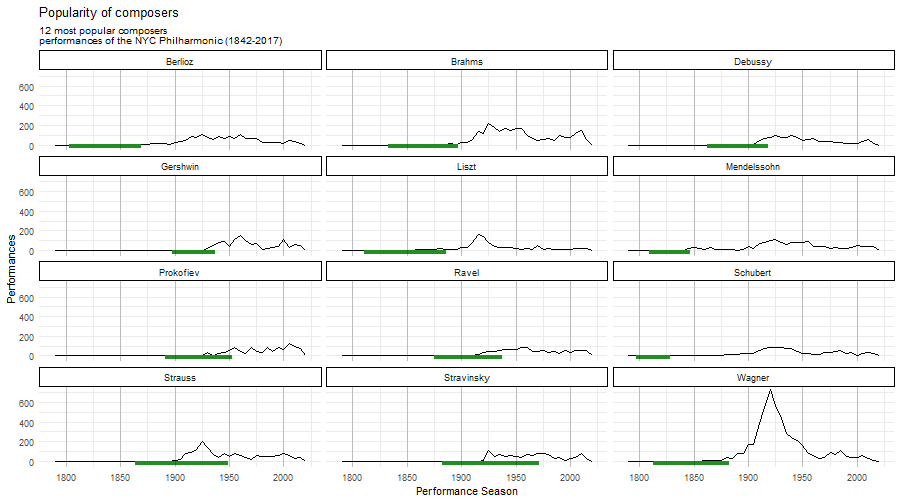 Popularity of composers
12 most popular composers
performances of the NYC Philharmonic (1842-2017)
Berlioz Brahms Debussy
600
400
200
0
Gershwin Liszt Mendelssohn
600
400
200
0
Performances
Prokofiev Ravel Schubert
600
400
200
0
Strauss Stravinsky Wagner
600
400
200
0
1800 1850 1900 1950 2000 1800 1850 1900 1950 2000 1800 1850 1900 1950 2000
Performance Season